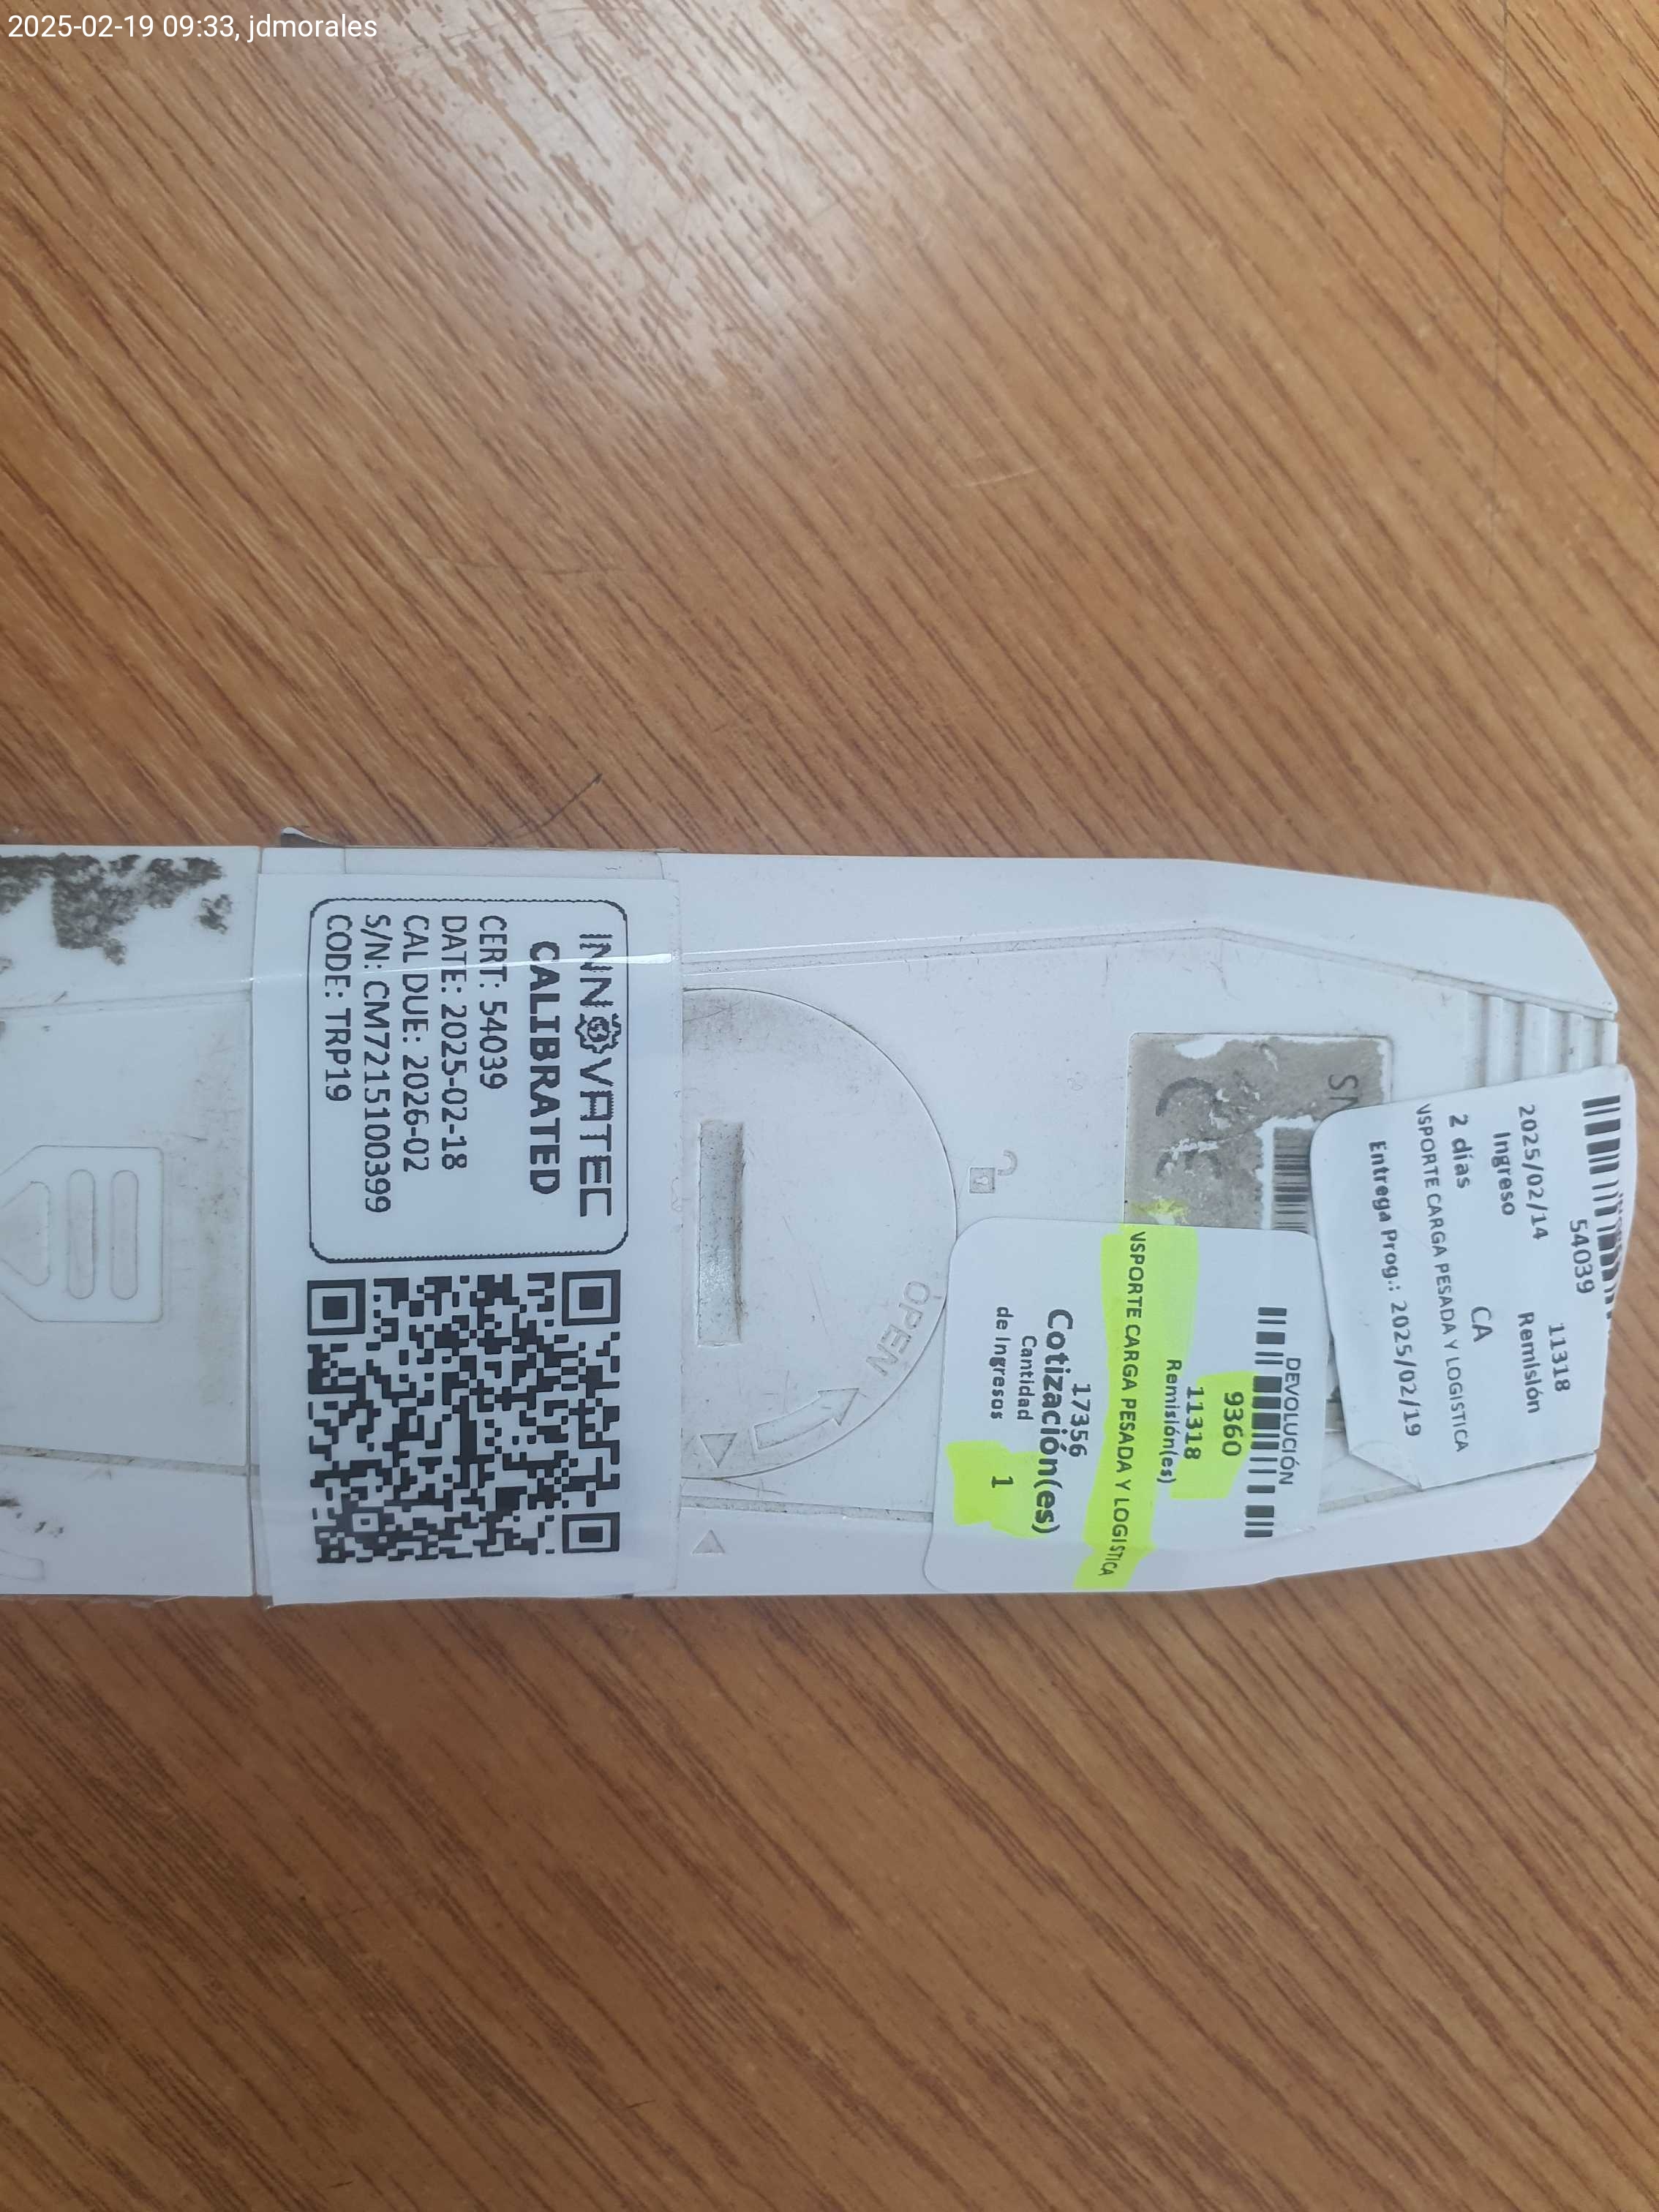 2025-02-19 09:33, jdmorales
INNOVATEC
CALIBRATED
CERT: 54039
DATE: 2025-02-18
CAL DUE: 2026-02
S/N: CM7215100399
CODE: TRP19
OPEN
DEVOLUCIÓN
9360
11318
Remisión(es)
VSPORTE CARGA PESADA Y LOGISTICA
17356
Cotización(es)
Cantidad
de Ingresos 1
54039
11318
2025/02/14 Remisión
Ingreso
2 días CA
VSPORTE CARGA PESADA Y LOGISTICA
Entrega Prog.: 2025/02/19
CE